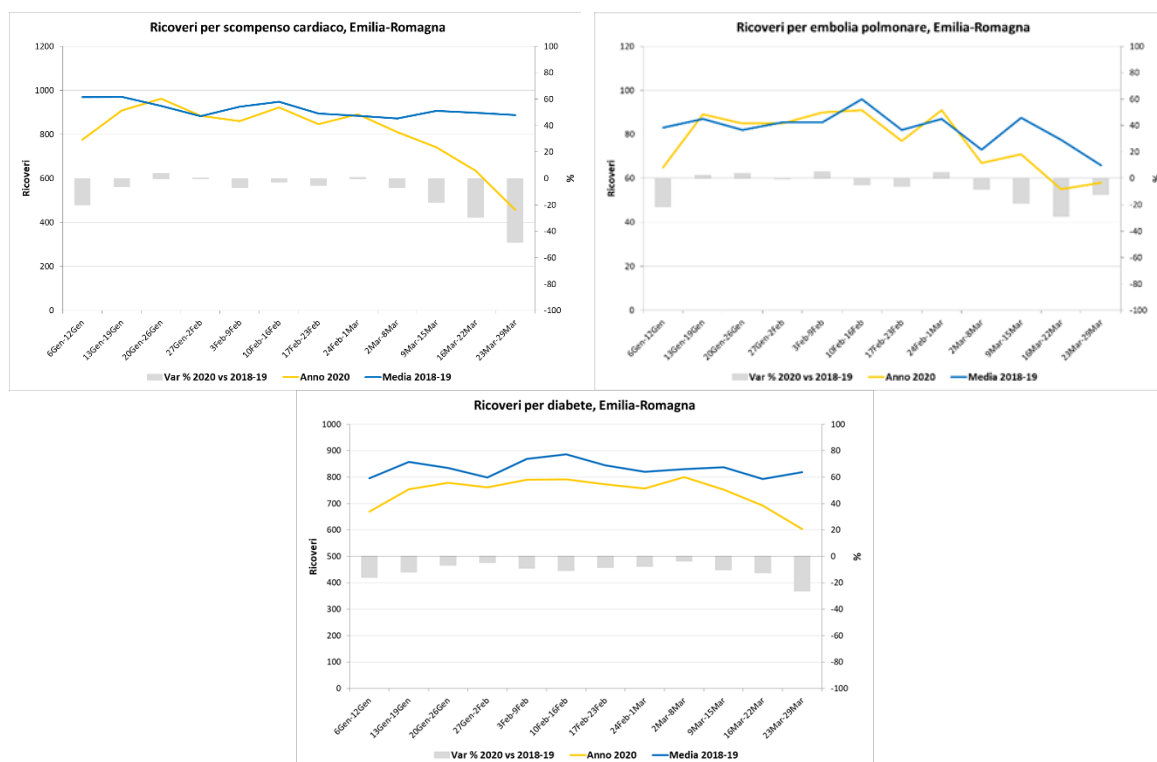 Ricoveri per scompenso cardiaco, Emilia-Romagna
1200
1000
800
600
400
200
0
Ricoveri
100
80
60
40
20
0
-20
-40
-60
-80
-100
%
6Gen-12Gen
13Gen-19Gen
20Gen-26Gen
27Gen-2Feb
3Feb-9Feb
10Feb-16Feb
17Feb-23Feb
24Feb-1Mar
2Mar-8Mar
9Mar-15Mar
16Mar-22Mar
23Mar-29Mar
Var % 2020 vs 2018-19 Anno 2020 Media 2018-19
Ricoveri per embolia polmonare, Emilia-Romagna
120
100
80
60
40
20
0
Ricoveri
100
80
60
40
20
0
-20
-40
-60
-80
-100
%
6Gen-12Gen
13Gen-19Gen
20Gen-26Gen
27Gen-2Feb
3Feb-9Feb
10Feb-16Feb
17Feb-23Feb
24Feb-1Mar
2Mar-8Mar
9Mar-15Mar
16Mar-22Mar
23Mar-29Mar
Var % 2020 vs 2018-19 Anno 2020 Media 2018-19
Ricoveri per diabete, Emilia-Romagna
1000
900
800
700
600
500
400
300
200
100
0
Ricoveri
100
80
60
40
20
0
-20
-40
-60
-80
-100
%
6Gen-12Gen
13Gen-19Gen
20Gen-26Gen
27Gen-2Feb
3Feb-9Feb
10Feb-16Feb
17Feb-23Feb
24Feb-1Mar
2Mar-8Mar
9Mar-15Mar
16Mar-22Mar
23Mar-29Mar
Var % 2020 vs 2018-19 Anno 2020 Media 2018-19